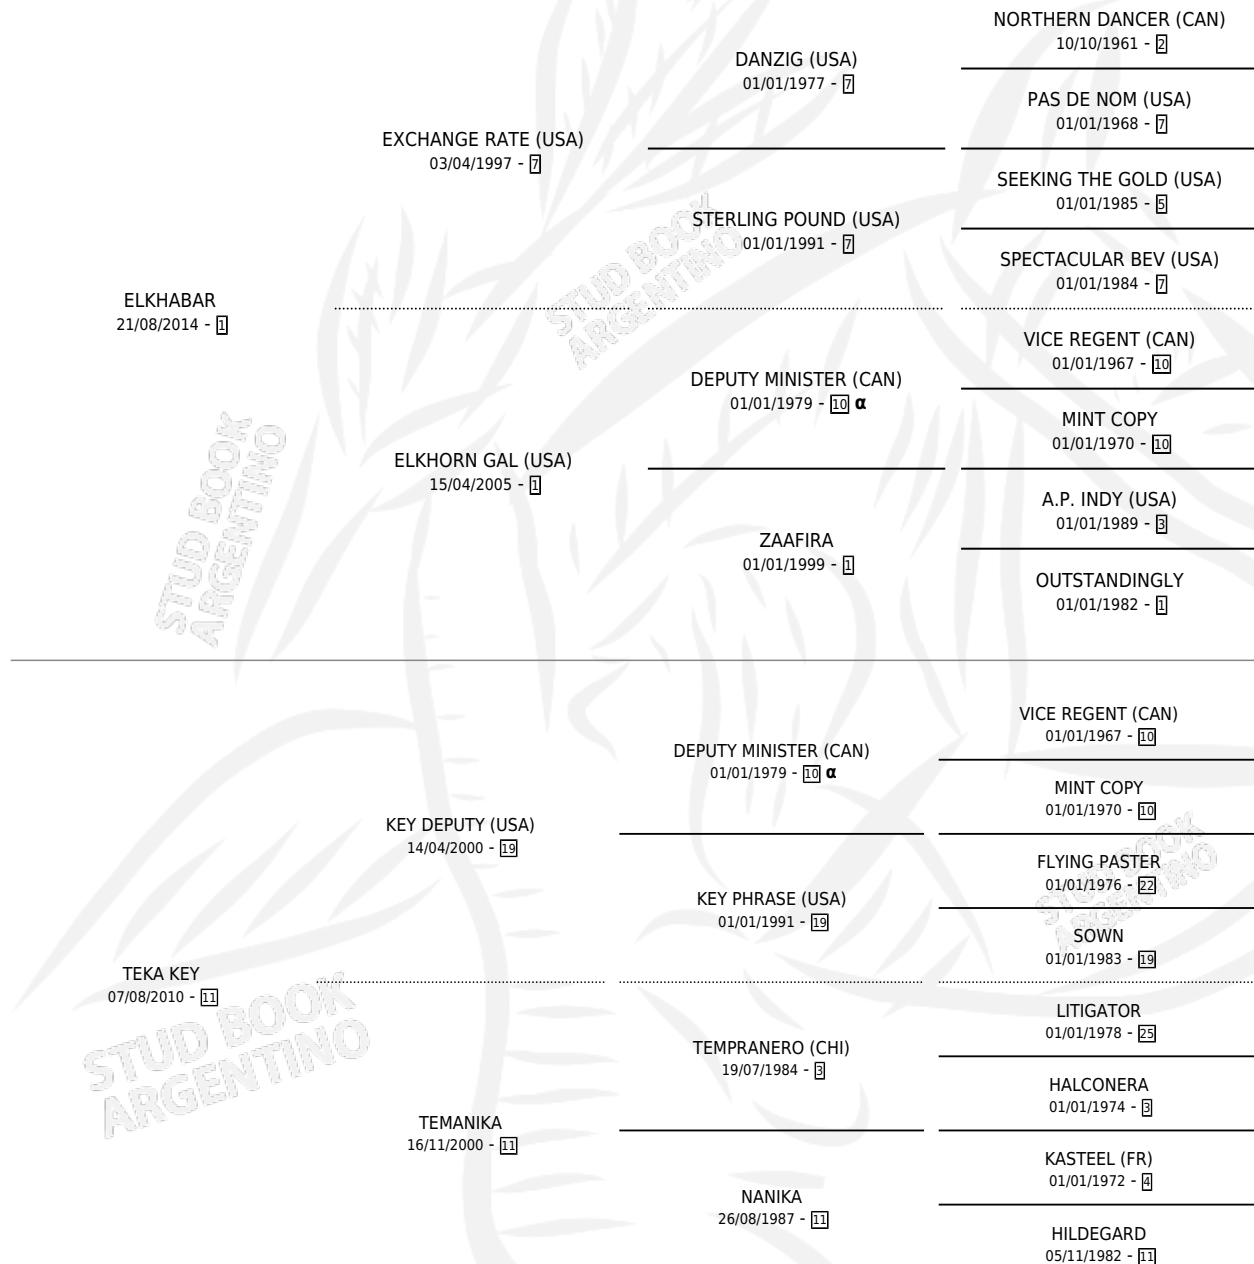 NORTHERN DANCER (CAN)
10/10/1961 - 2
DANZIG (USA)
01/01/1977 - 7
PAS DE NOM (USA)
01/01/1968 - 7
EXCHANGE RATE (USA)
03/04/1997 - 7
SEEKING THE GOLD (USA)
01/01/1985 - 5
STERLING POUND (USA)
01/01/1991 - 7
SPECTACULAR BEV (USA)
01/01/1984 - 7
ELKHABAR
21/08/2014 - 1
VICE REGENT (CAN)
01/01/1967 - 10
DEPUTY MINISTER (CAN)
01/01/1979 - 10 α
MINT COPY
01/01/1970 - 10
ELKHORN GAL (USA)
15/04/2005 - 1
A.P. INDY (USA)
01/01/1989 - 3
ZAAFIRA
01/01/1999 - 1
OUTSTANDINGLY
01/01/1982 - 1
VICE REGENT (CAN)
01/01/1967 - 10
DEPUTY MINISTER (CAN)
01/01/1979 - 10 α
MINT COPY
01/01/1970 - 10
KEY DEPUTY (USA)
14/04/2000 - 19
FLYING PASTER
01/01/1976 - 22
KEY PHRASE (USA)
01/01/1991 - 19
SOWN
01/01/1983 - 19
TEKA KEY
07/08/2010 - 11
LITIGATOR
01/01/1978 - 25
TEMPRANERO (CHI)
19/07/1984 - 3
HALCONERA
01/01/1974 - 3
TEMANIKA
16/11/2000 - 11
KASTEEL (FR)
01/01/1972 - 4
NANIKA
26/08/1987 - 11
HILDEGARD
05/11/1982 - 11
STUD BOOK
ARGENTINO
STUD BOOK
ARGENTINO
STUD BOOK
ARGENTINO
STUD BOOK
ARGENTINO